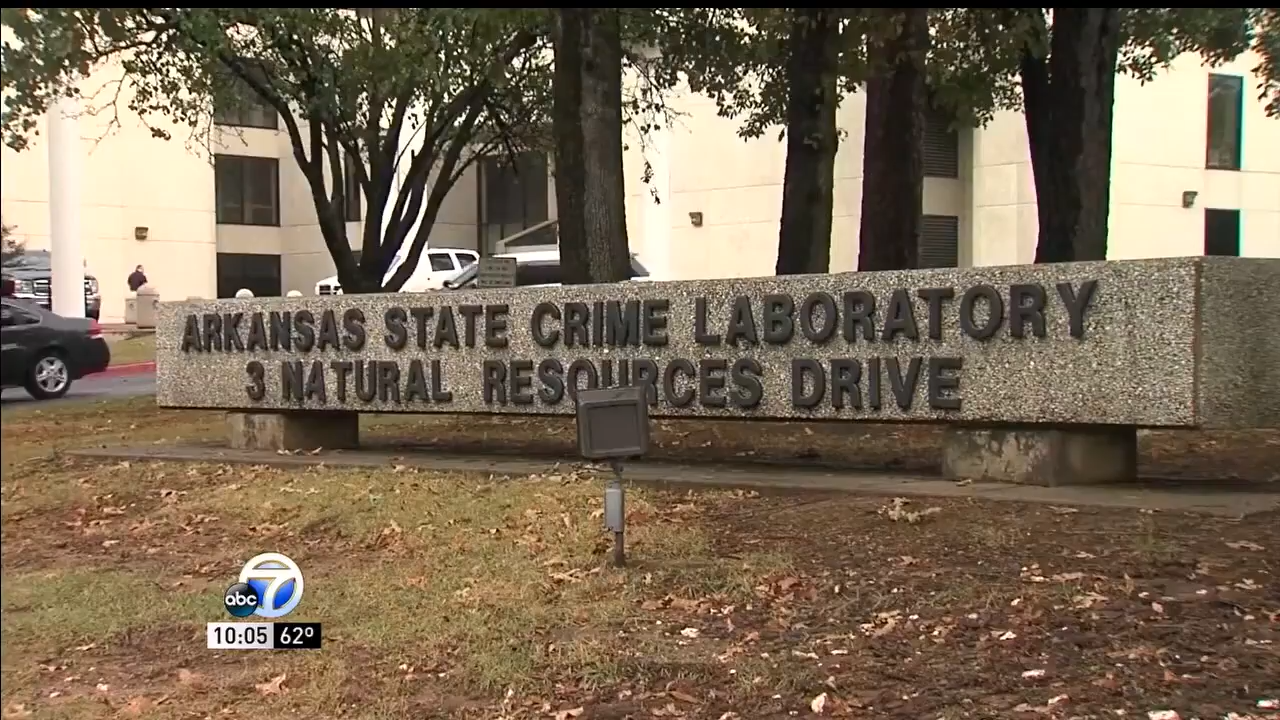 ARKANSAS STATE CRIME LABORATORY
3 NATURAL RESOURCES DRIVE
abc 7
10:05 62°